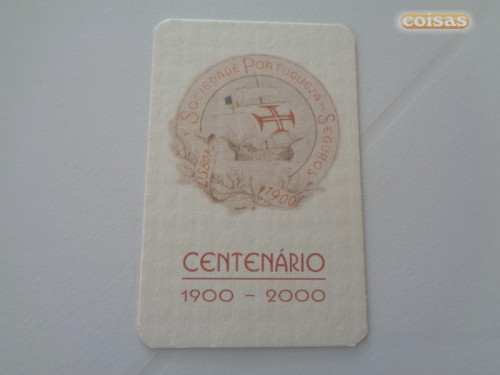 coisas
SOCIEDADE PORTUGUEZA DE SEGUROS
LISBOA 1900
CENTENÁRIO
1900 - 2000